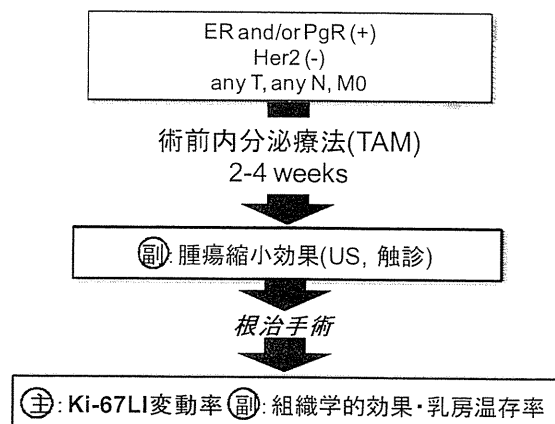 ER and/or PgR (+)
Her2 (-)
any T, any N, M0
術前内分泌療法(TAM)
2-4 weeks
副: 腫瘍縮小効果(US, 触診)
根治手術
主: Ki-67LI変動率 副: 組織学的効果・乳房温存率